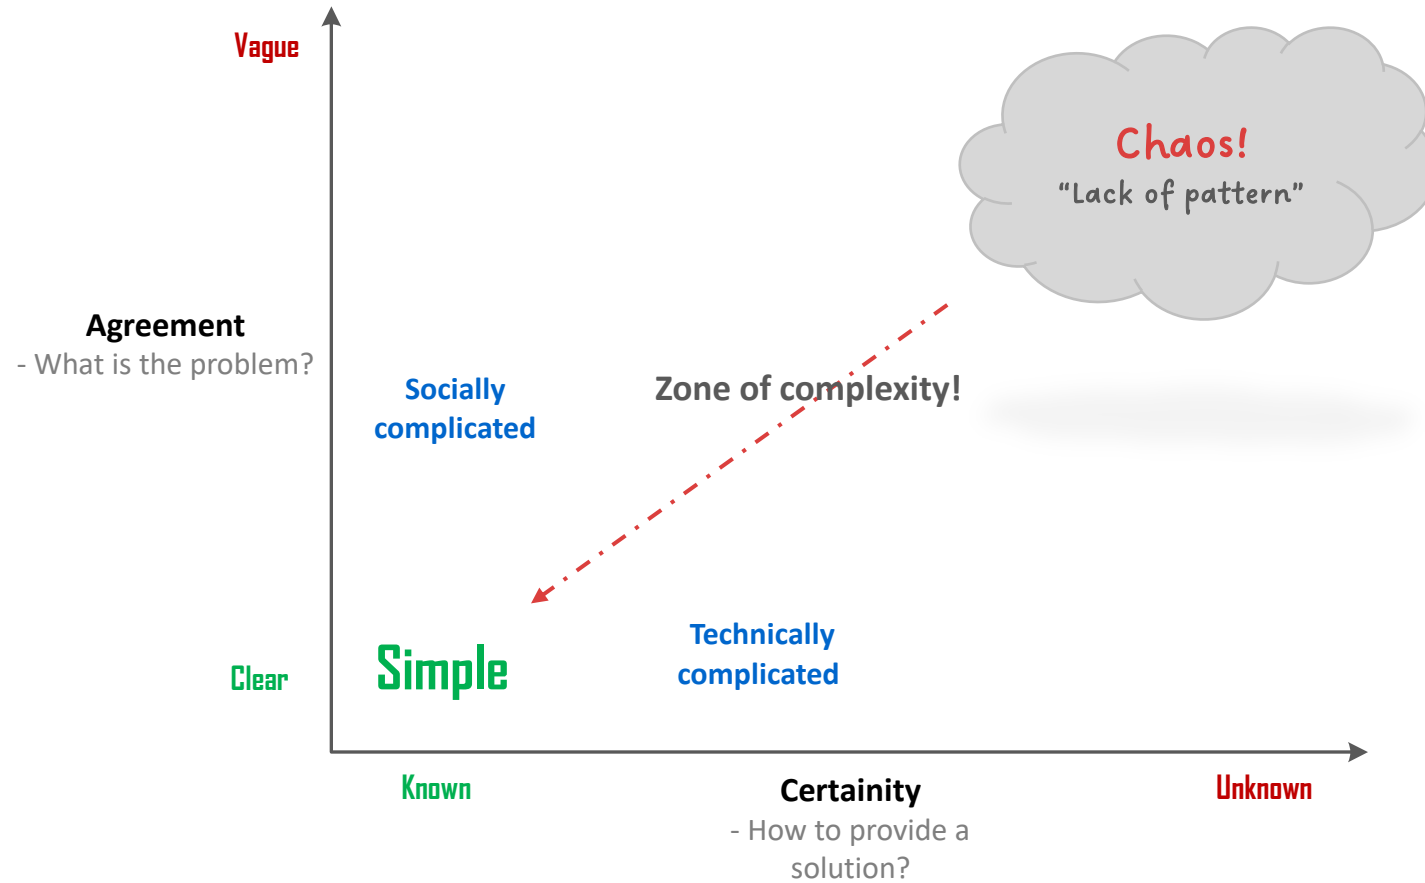 Vague
Chaos!
“Lack of pattern”
Agreement
- What is the problem?
Socially
complicated
Zone of complexity!
Technically
complicated
Clear
Simple
Known
Certainity
Unknown
- How to provide a
solution?